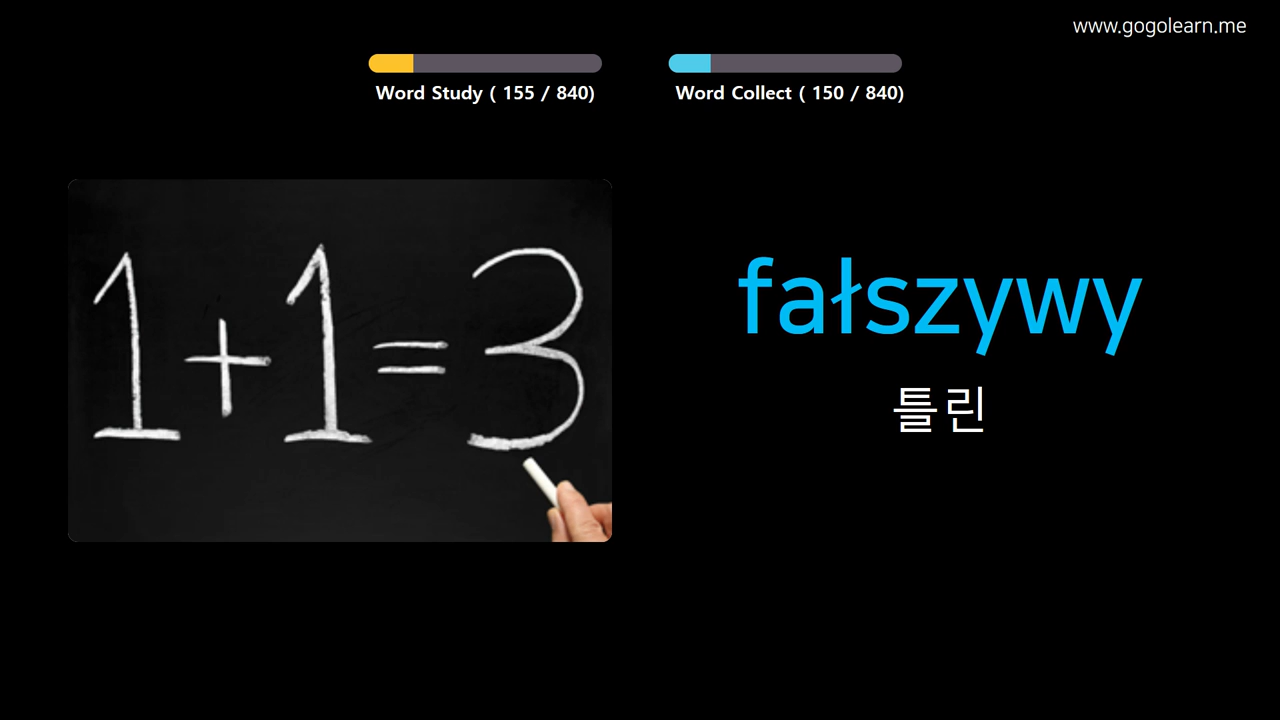 www.gogolearn.me
Word Study ( 155 / 840)
Word Collect ( 150 / 840)
1+1=3
fałszywy
틀린